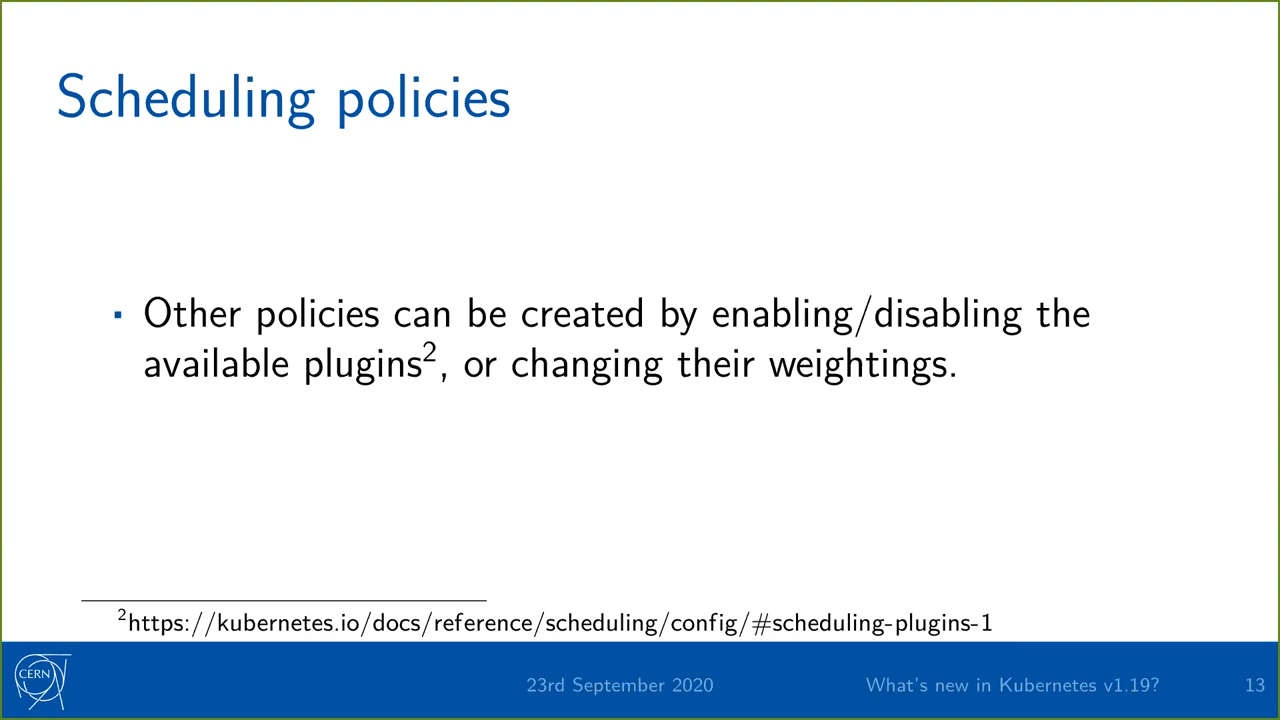 Scheduling policies
▪ Other policies can be created by enabling/disabling the
available plugins², or changing their weightings.
²https://kubernetes.io/docs/reference/scheduling/config/#scheduling-plugins-1
CERN
23rd September 2020 What's new in Kubernetes v1.19? 13